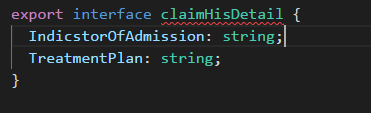 export interface claimHisDetail {
IndicstorOfAdmission: string;
TreatmentPlan: string;
}